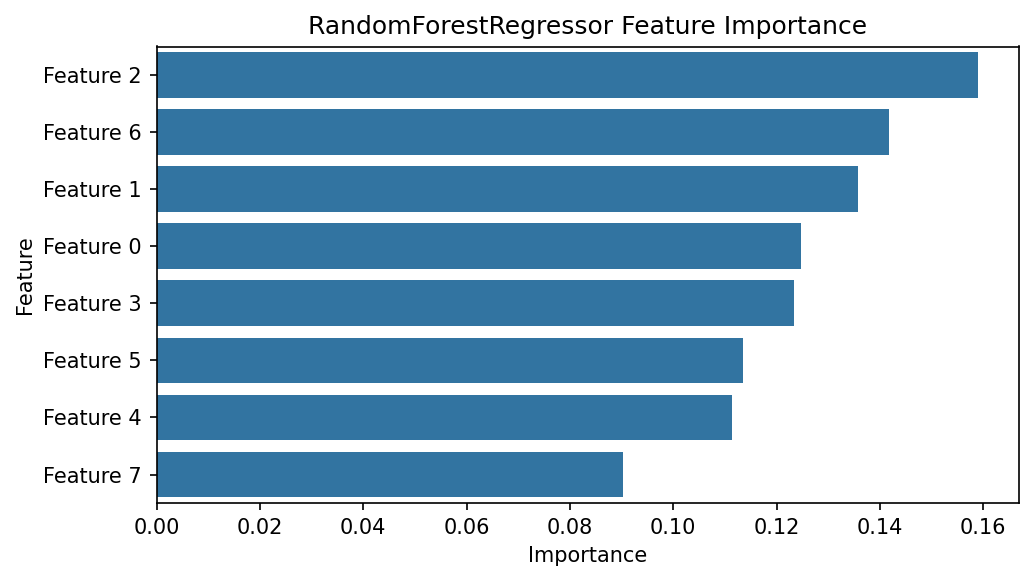 RandomForestRegressor Feature Importance
Feature
Feature 2
Feature 6
Feature 1
Feature 0
Feature 3
Feature 5
Feature 4
Feature 7
0.00 0.02 0.04 0.06 0.08 0.10 0.12 0.14 0.16
Importance